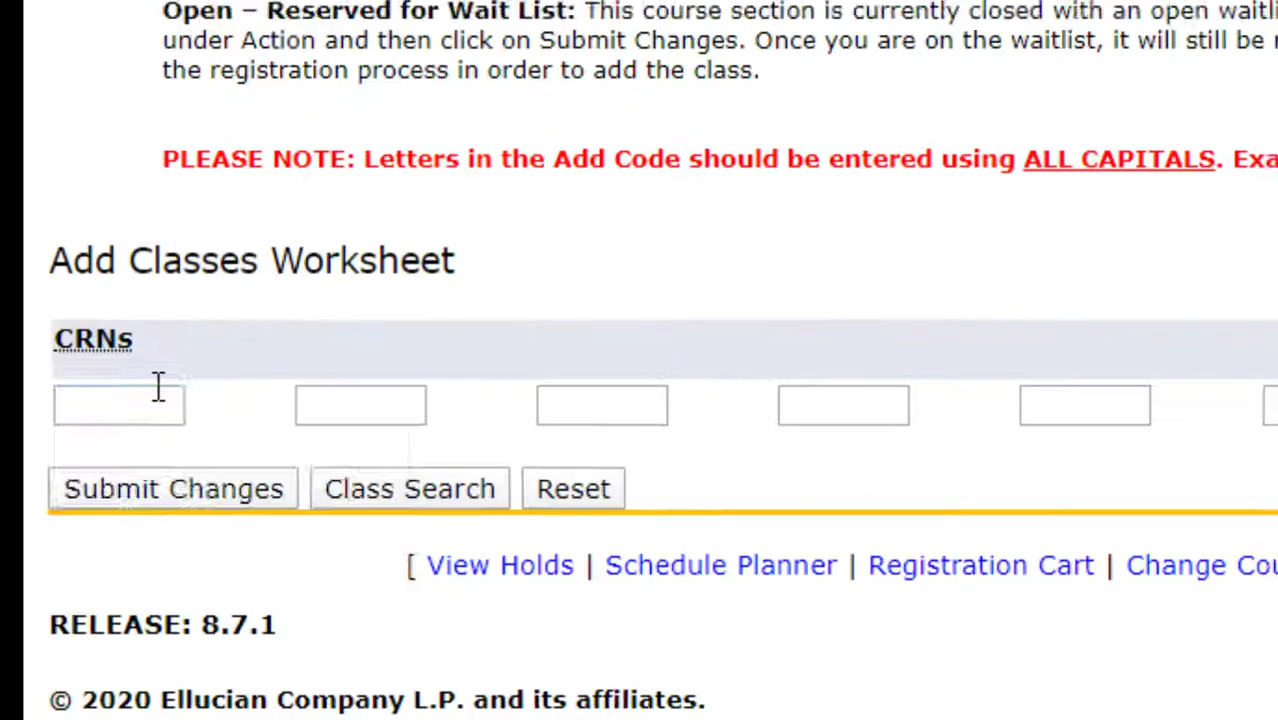 Open – Reserved for Wait List: This course section is currently closed with an open
under Action and then click on Submit Changes. Once you are on the waitlist, it will still be
the registration process in order to add the class.
PLEASE NOTE: Letters in the Add Code should be entered using ALL CAPITALS.
Add Classes Worksheet
CRNs
Submit Changes Class Search Reset
[ View Holds | Schedule Planner | Registration Cart | Change
RELEASE: 8.7.1
© 2020 Ellucian Company L.P. and its affiliates.